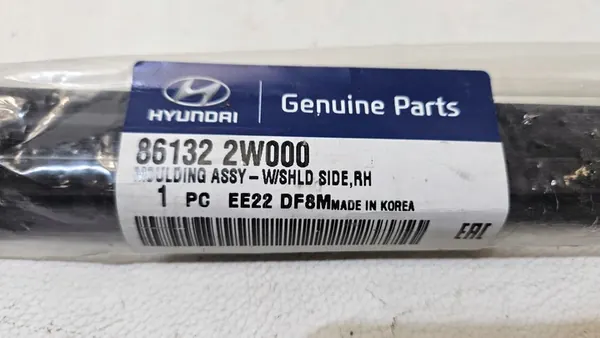 HYUNDAI
Genuine Parts
86132 2W000
MOULDING ASSY-W/SHLD SIDE,RH
1 PC EE22 DF8M MADE IN KOREA
EAC